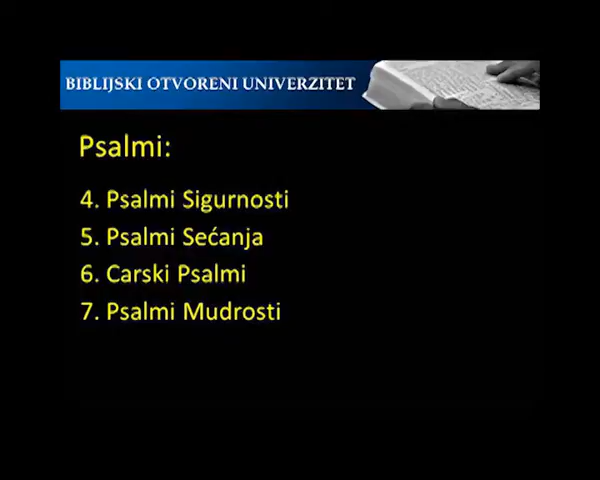 BIBLIJSKI OTVORENI UNIVERZITET
Psalmi:
4. Psalmi Sigurnosti
5. Psalmi Sećanja
6. Carski Psalmi
7. Psalmi Mudrosti